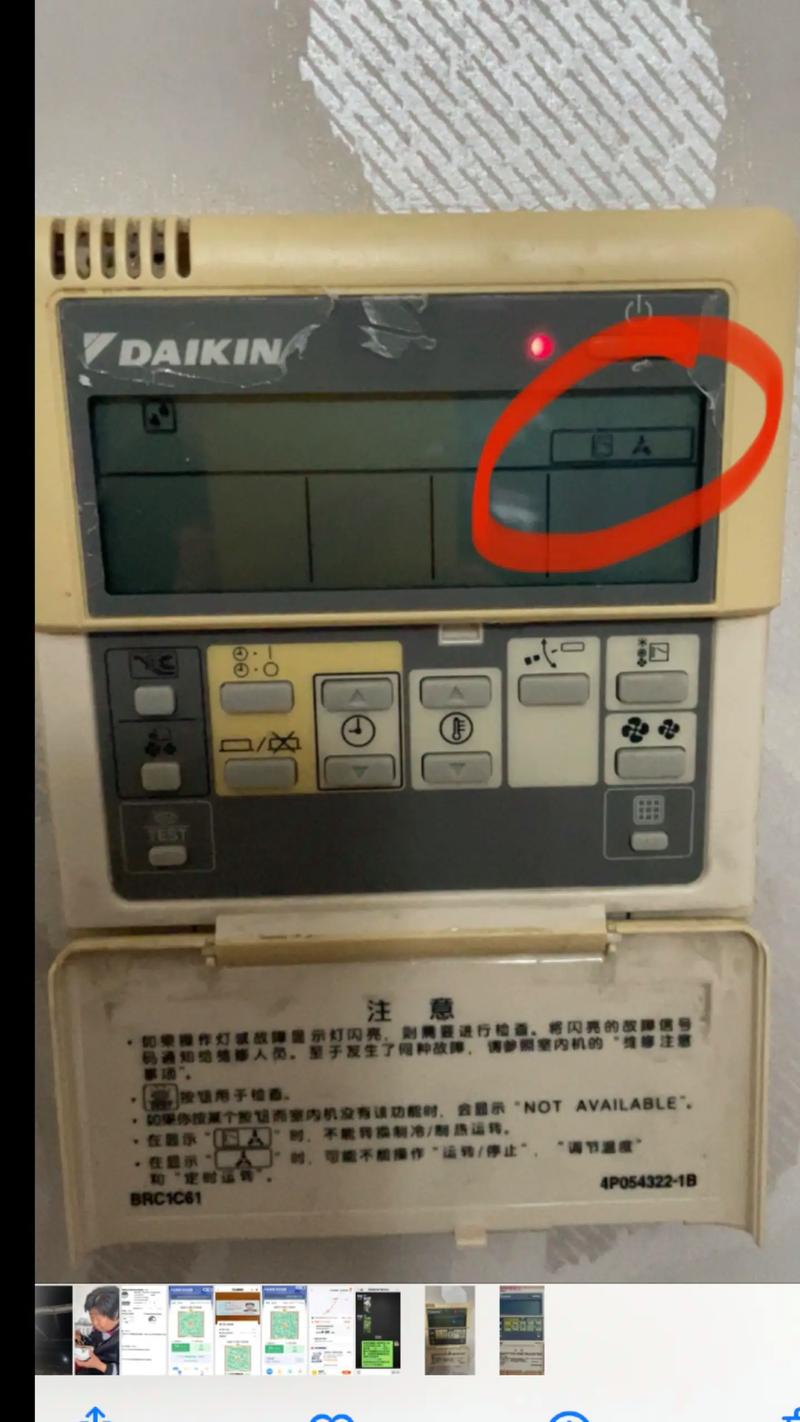 DAIKIN
TEST
注 意
· 如果操作灯或故障显示灯闪亮，则需要进行检查。将闪亮的故障信号
码通知给维修人员。至于发生了何种故障，请参照室内机的“维修注意
事项”。
· 按钮用于检查。
· 如果你按某个按钮而室内机没有该功能时，会显示“NOT AVAILABLE”。
· 在显示“ ”时，不能转换制冷/制热运转。
· 在显示“ ”时，可能不能操作“运转/停止”，“调节温度”
和“定时运转”。
4P054322-1B
BRC1C61